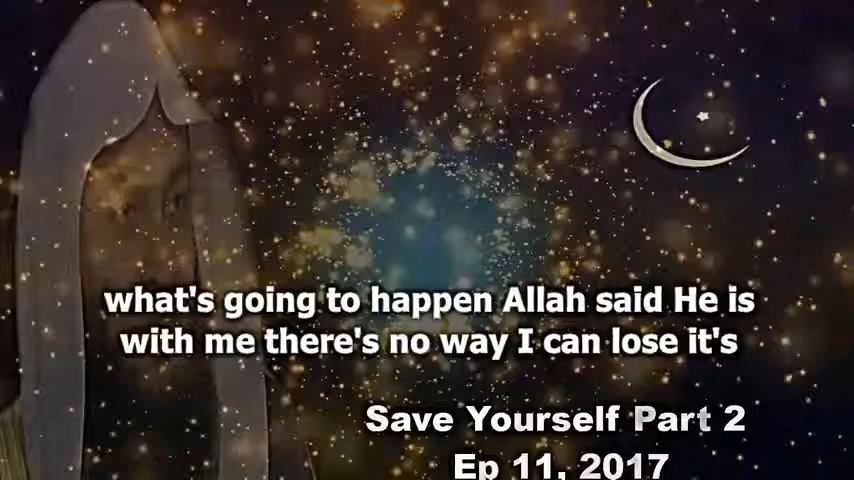 what's going to happen Allah said He is
with me there's no way I can lose it's
Save Yourself Part 2
Ep 11, 2017